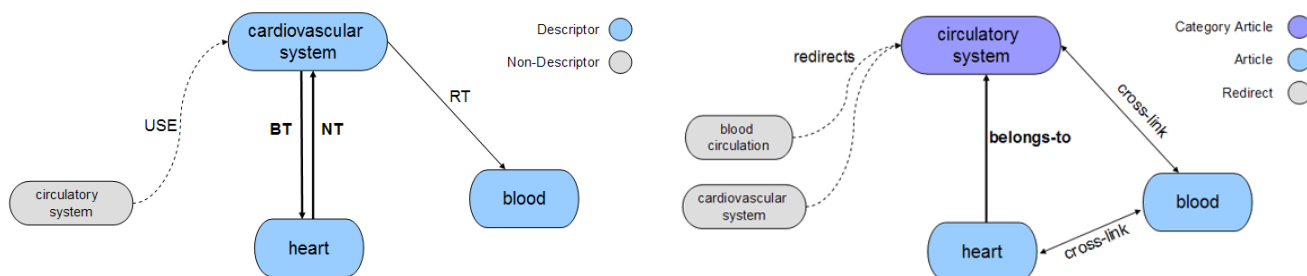 cardiovascular
system
Descriptor
Non-Descriptor
USE
BT
NT
RT
circulatory
system
blood
heart
circulatory
system
Category Article
Article
Redirect
redirects
cross-link
blood
circulation
belongs-to
cardiovascular
system
blood
heart
cross-link